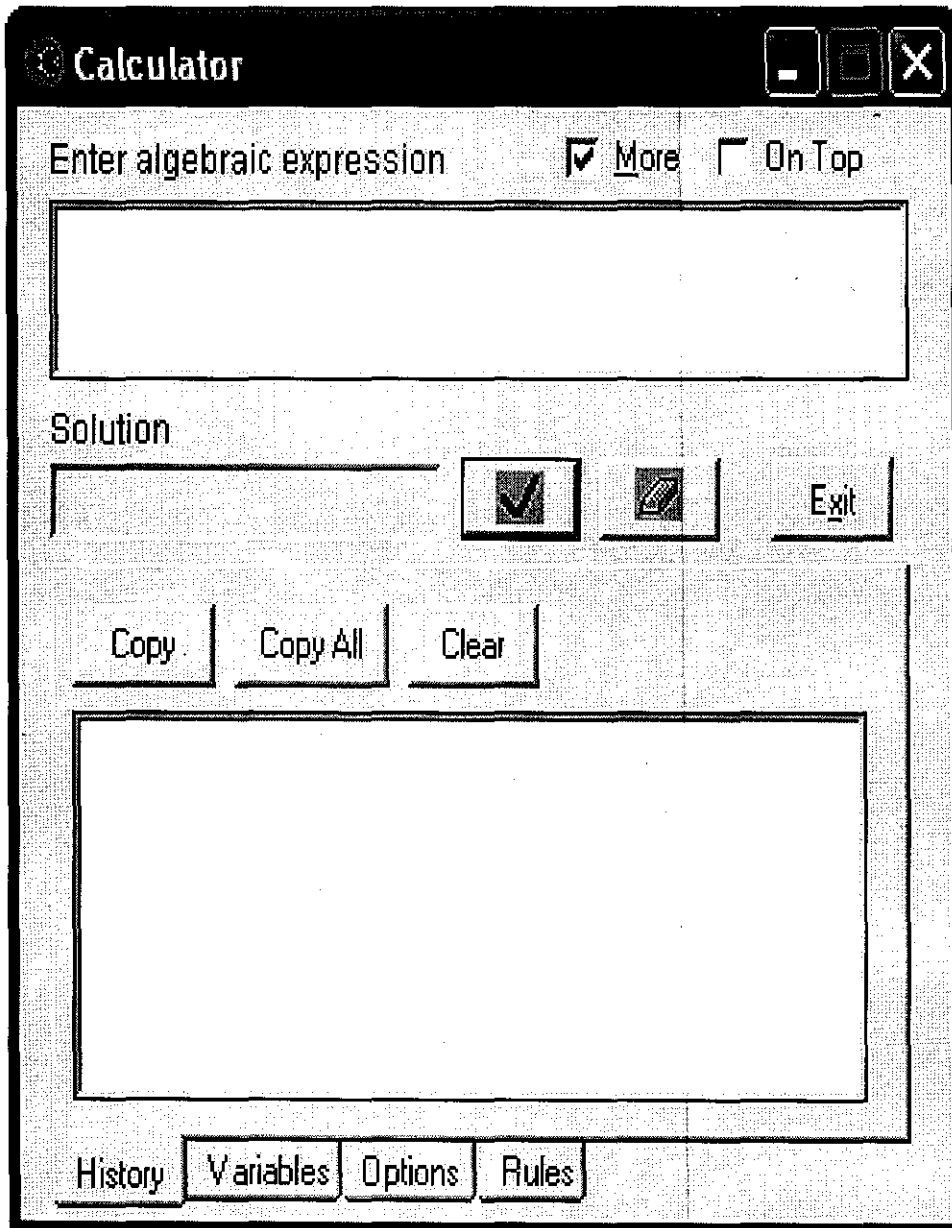 Calculator
Enter algebraic expression More On Top
Solution
Exit
Copy Copy All Clear
History Variables Options Rules